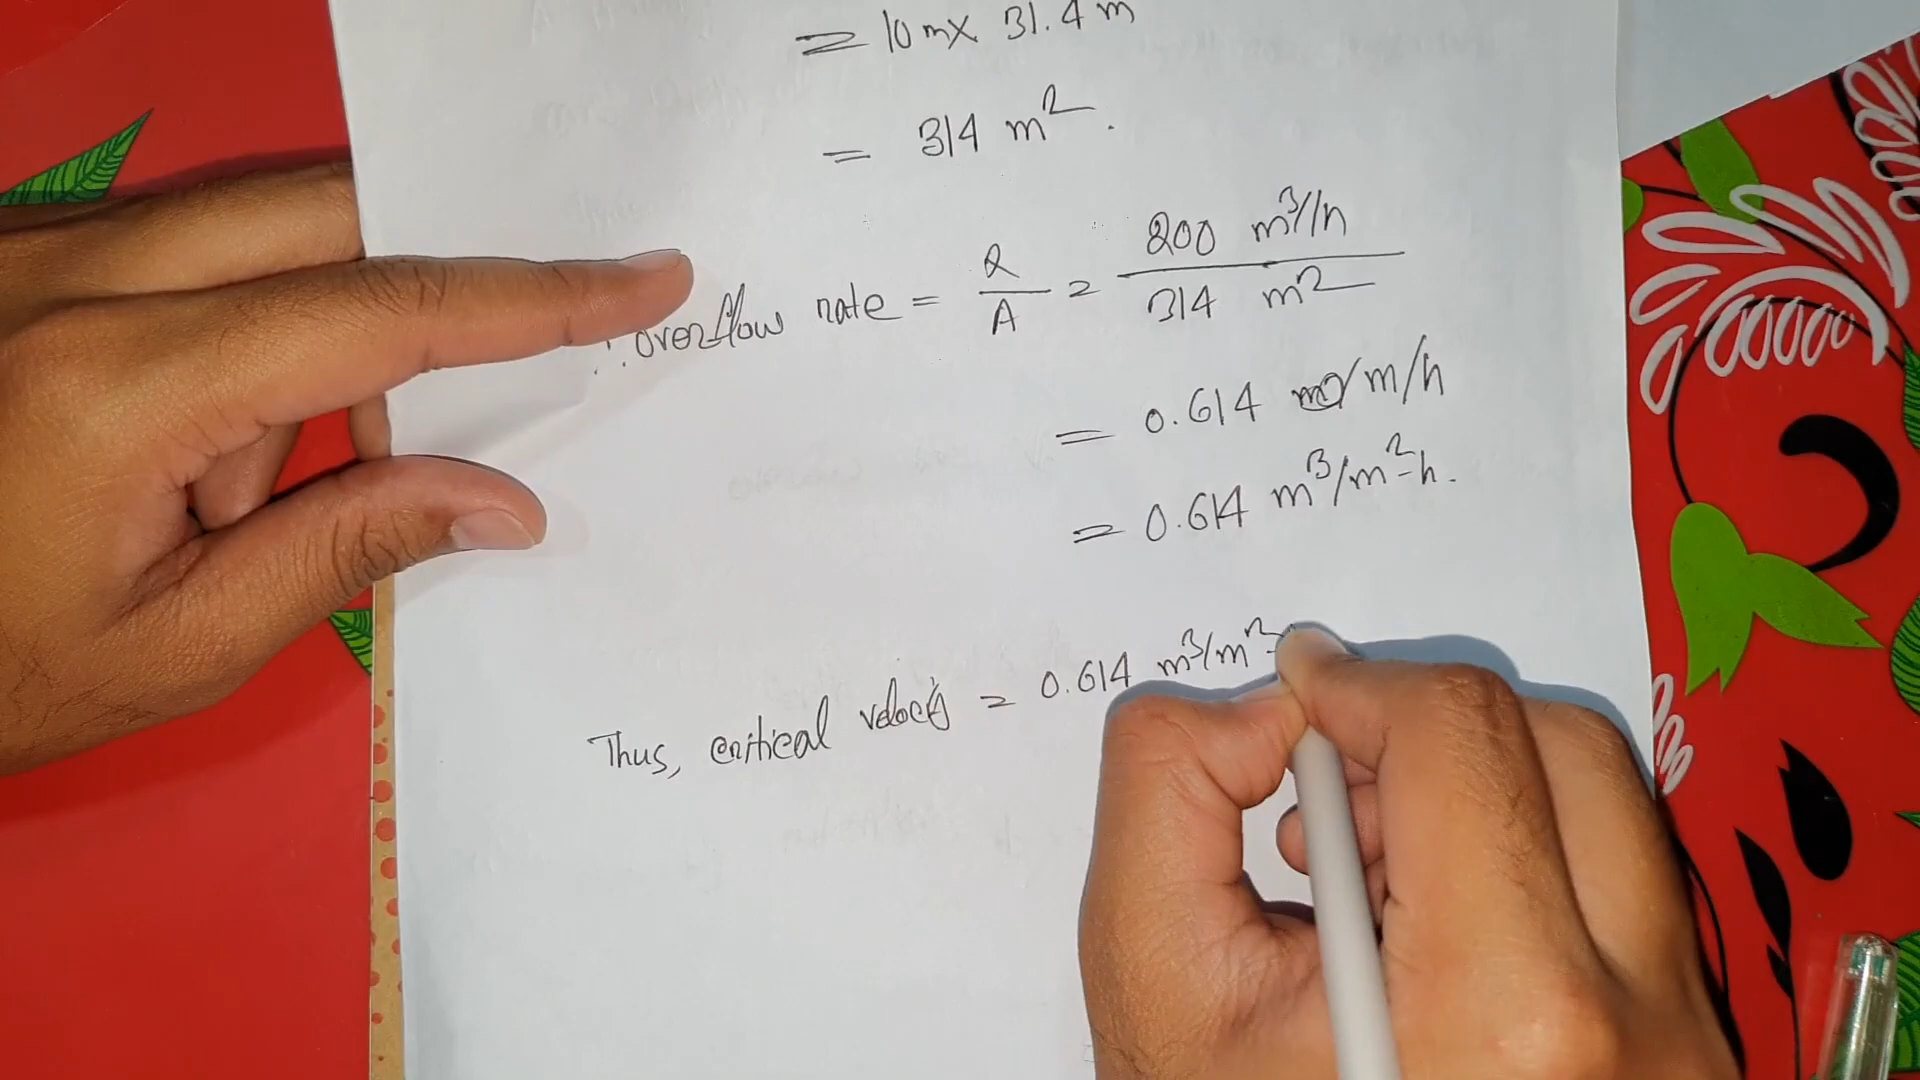 = 10 m x 31.4 m
= 314 m².
∴ overflow rate = Q/A = 200 m³/h / 314 m²
= 0.614 m/h
= 0.614 m³/m²-h.
Thus, critical velocity = 0.614 m³/m²-